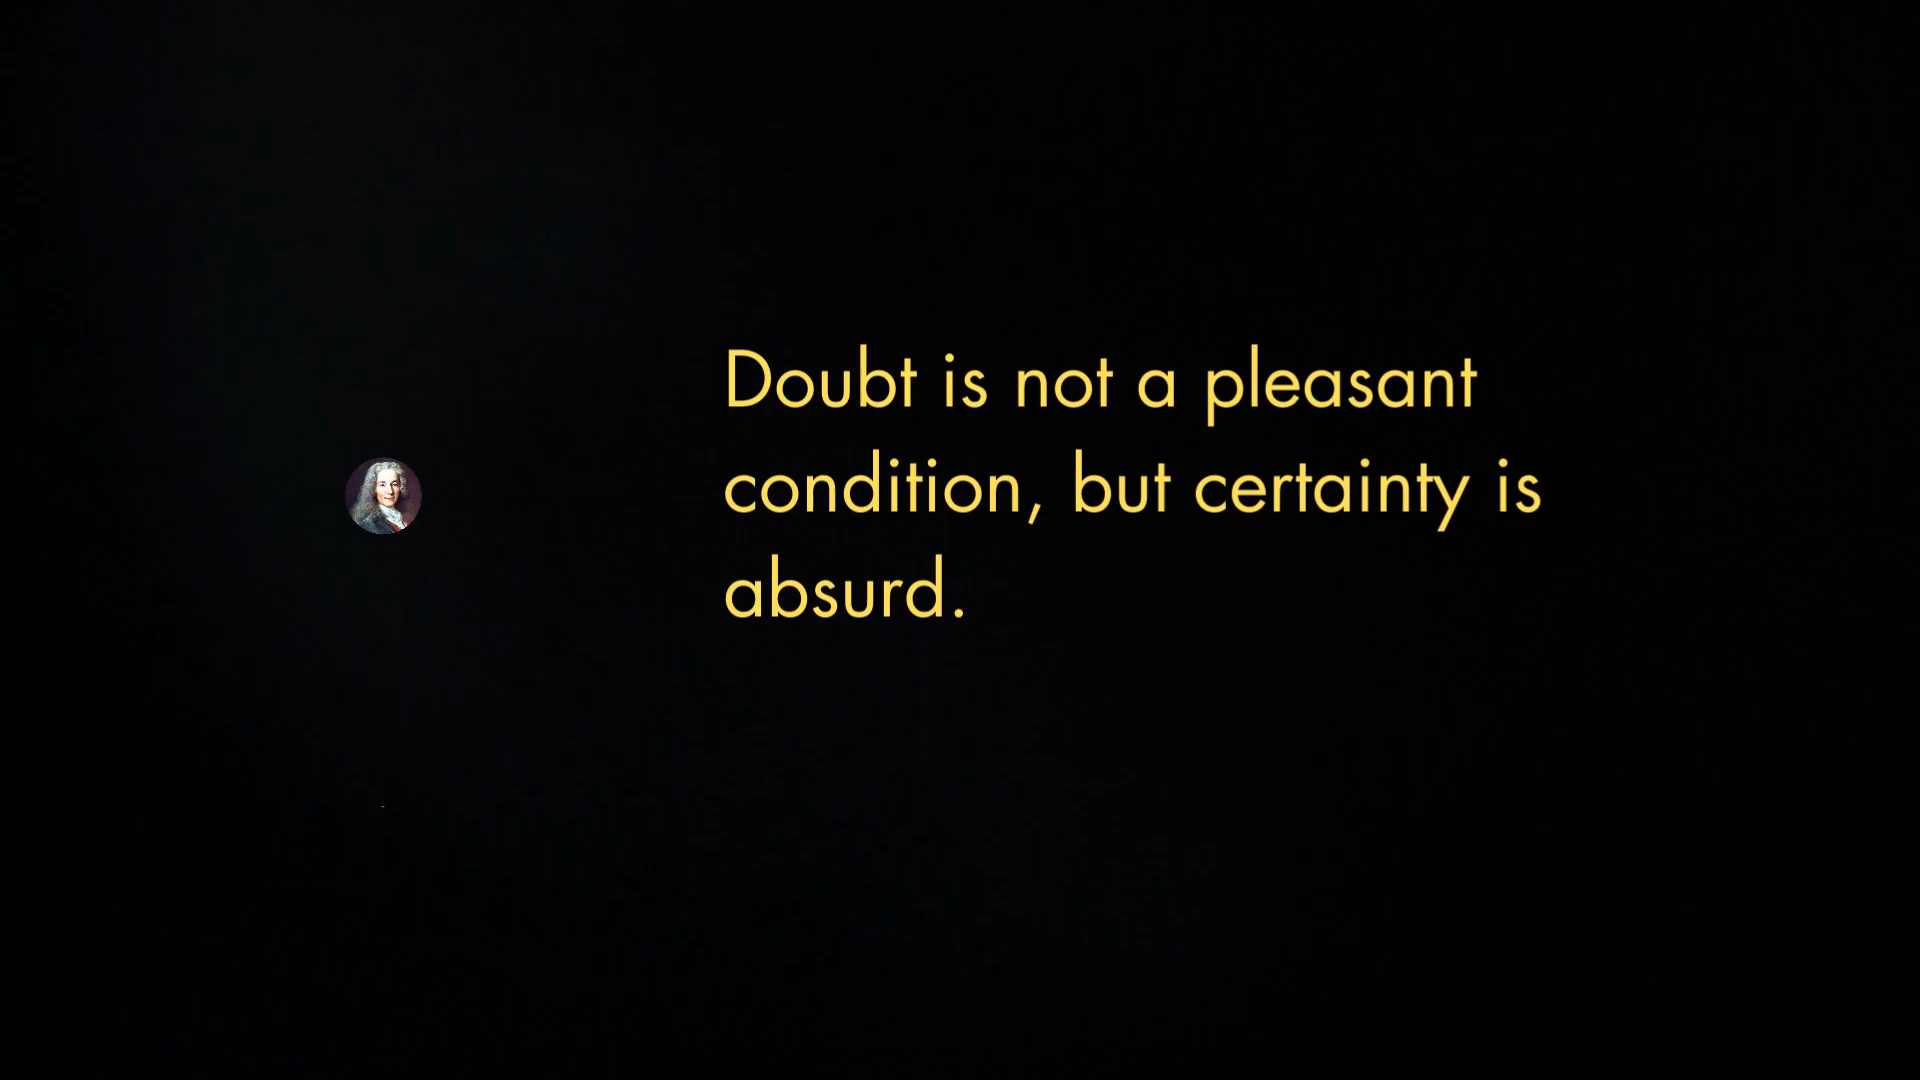 Doubt is not a pleasant
condition, but certainty is
absurd.